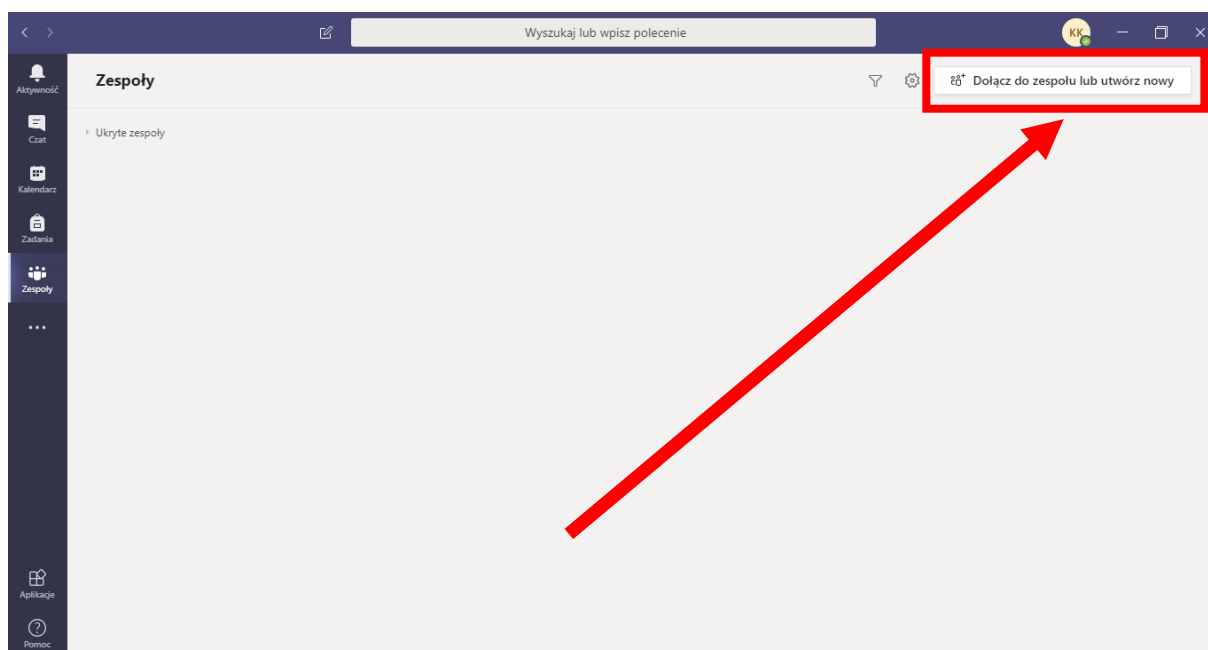 Wyszukaj lub wpisz polecenie
KK
Aktywność
Czat
Kalendarz
Zadania
Zespoły
Aplikacje
Pomoc
Zespoły
Dołącz do zespołu lub utwórz nowy
Ukryte zespoły